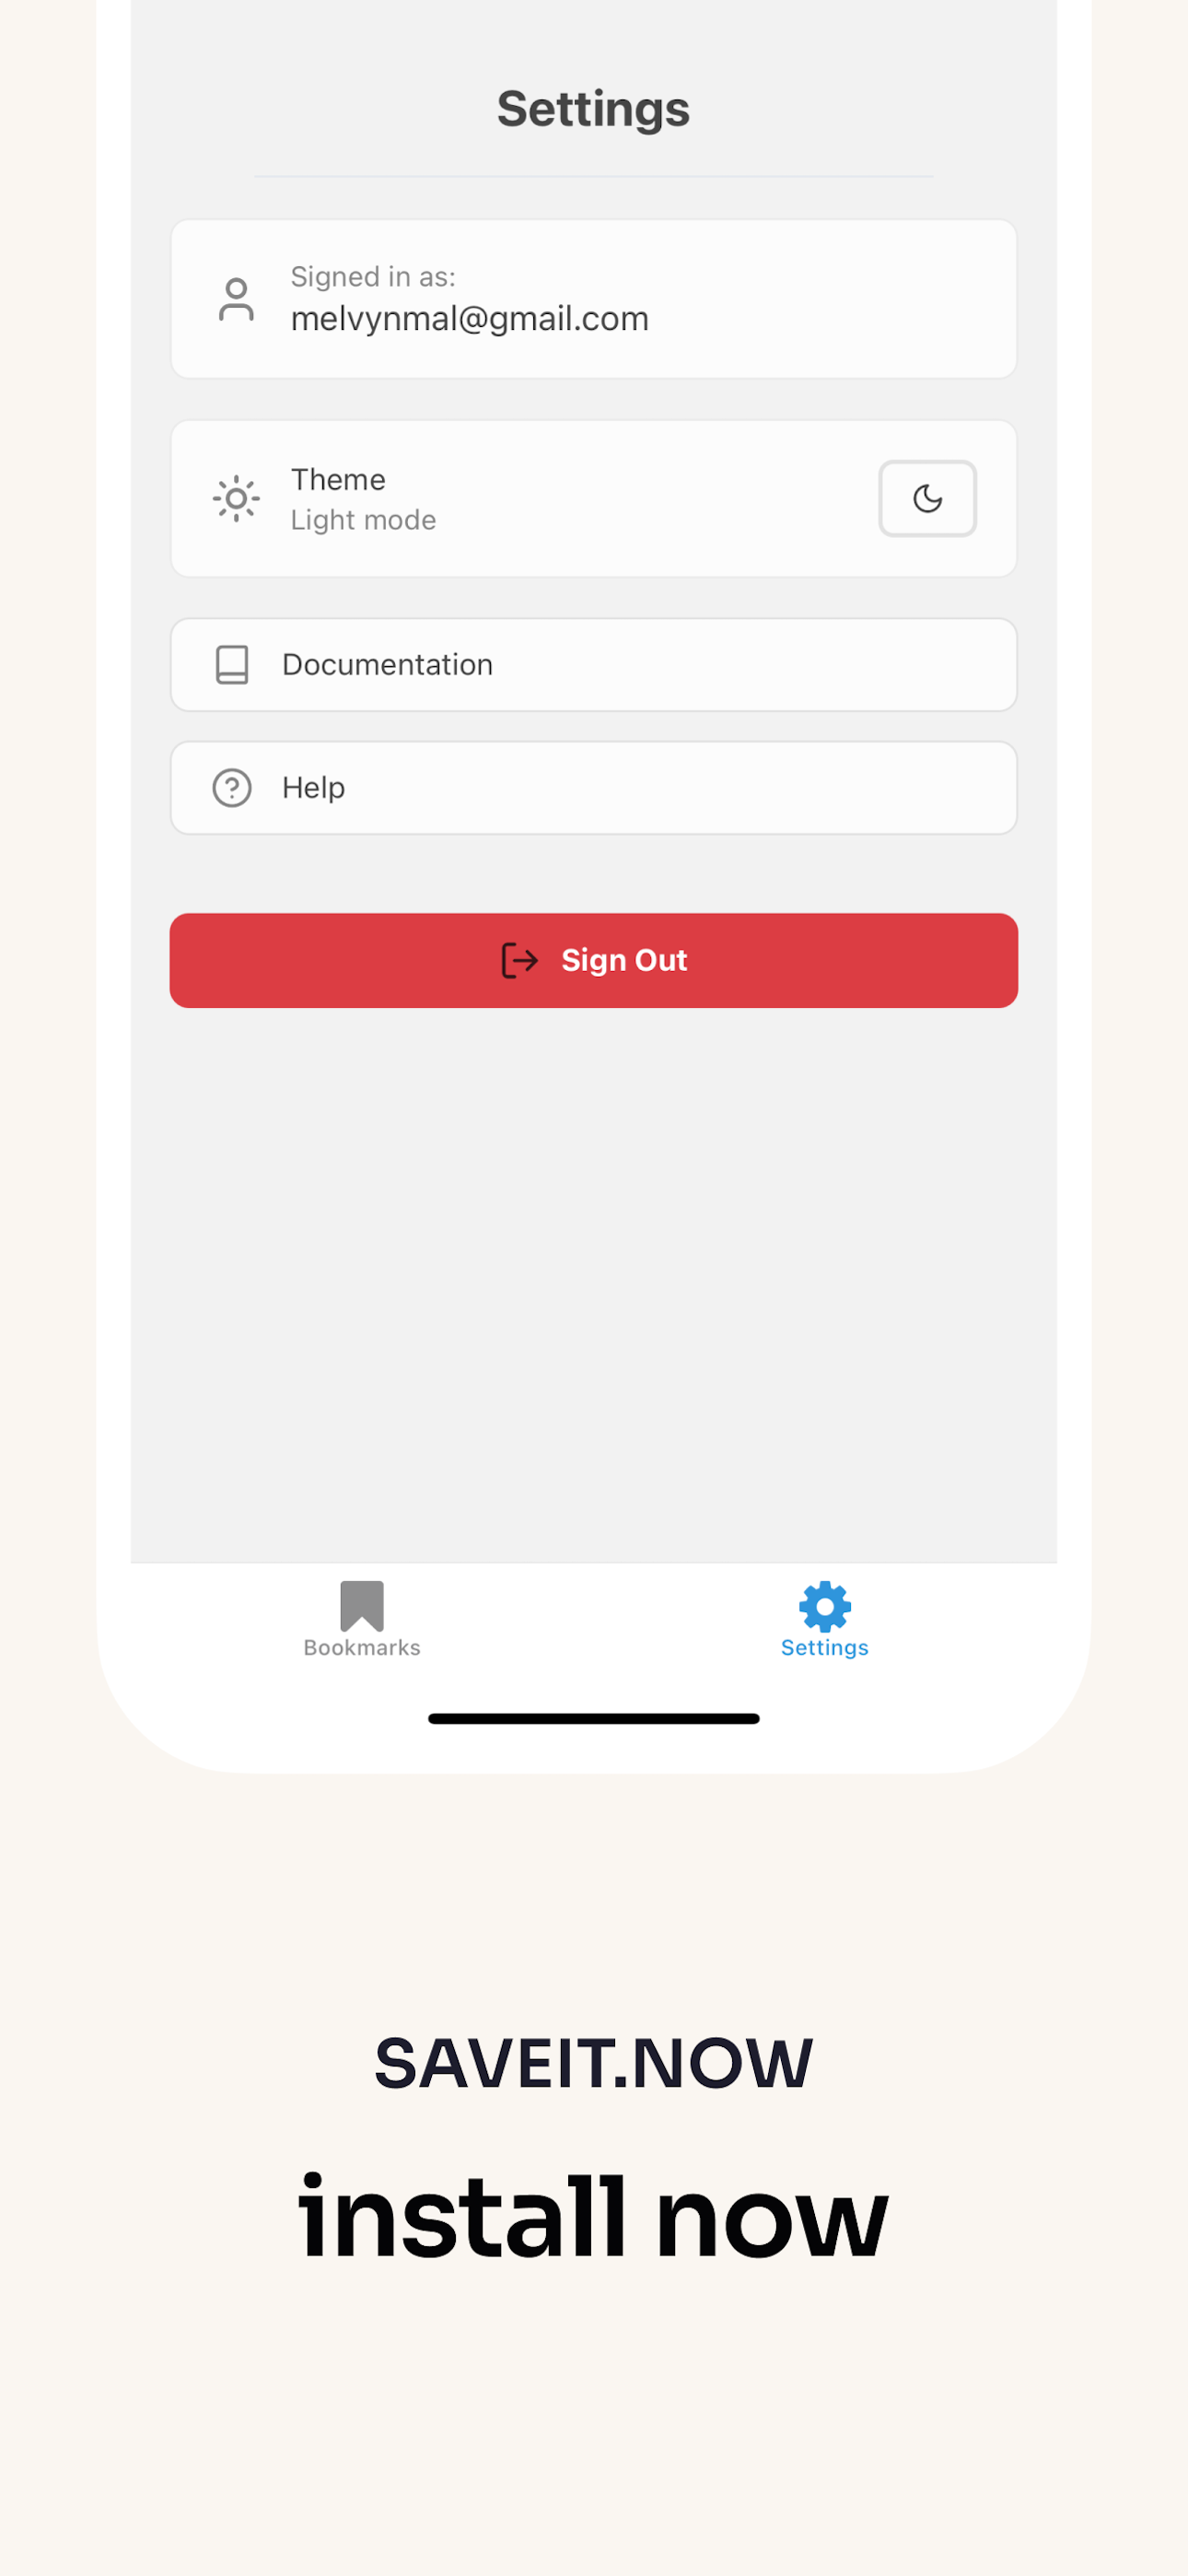 Settings
Signed in as:
melvynmal@gmail.com
Theme
Light mode
Documentation
Help
Sign Out
Bookmarks
Settings
SAVEIT.NOW
install now